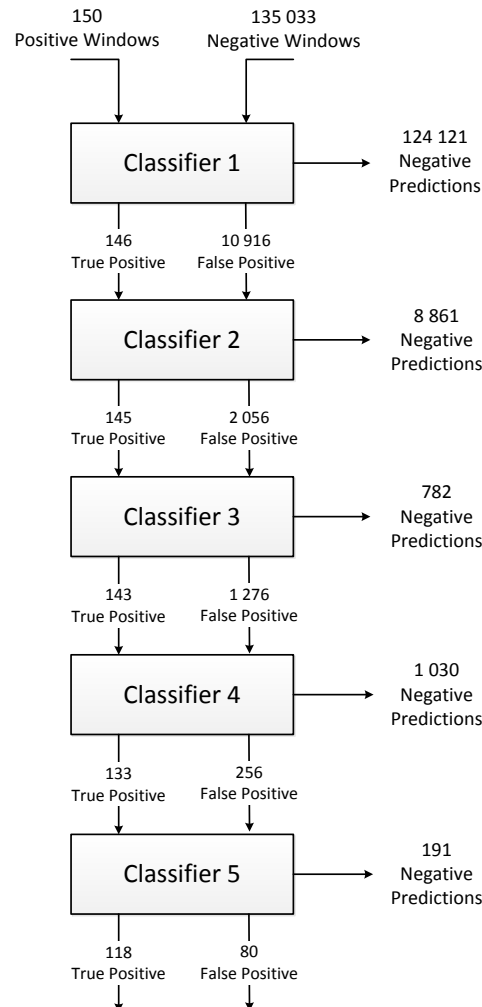 150
Positive Windows
135 033
Negative Windows
Classifier 1
124 121
Negative
Predictions
146
True Positive
10 916
False Positive
Classifier 2
8 861
Negative
Predictions
145
True Positive
2 056
False Positive
Classifier 3
782
Negative
Predictions
143
True Positive
1 276
False Positive
Classifier 4
1 030
Negative
Predictions
133
True Positive
256
False Positive
Classifier 5
191
Negative
Predictions
118
True Positive
80
False Positive